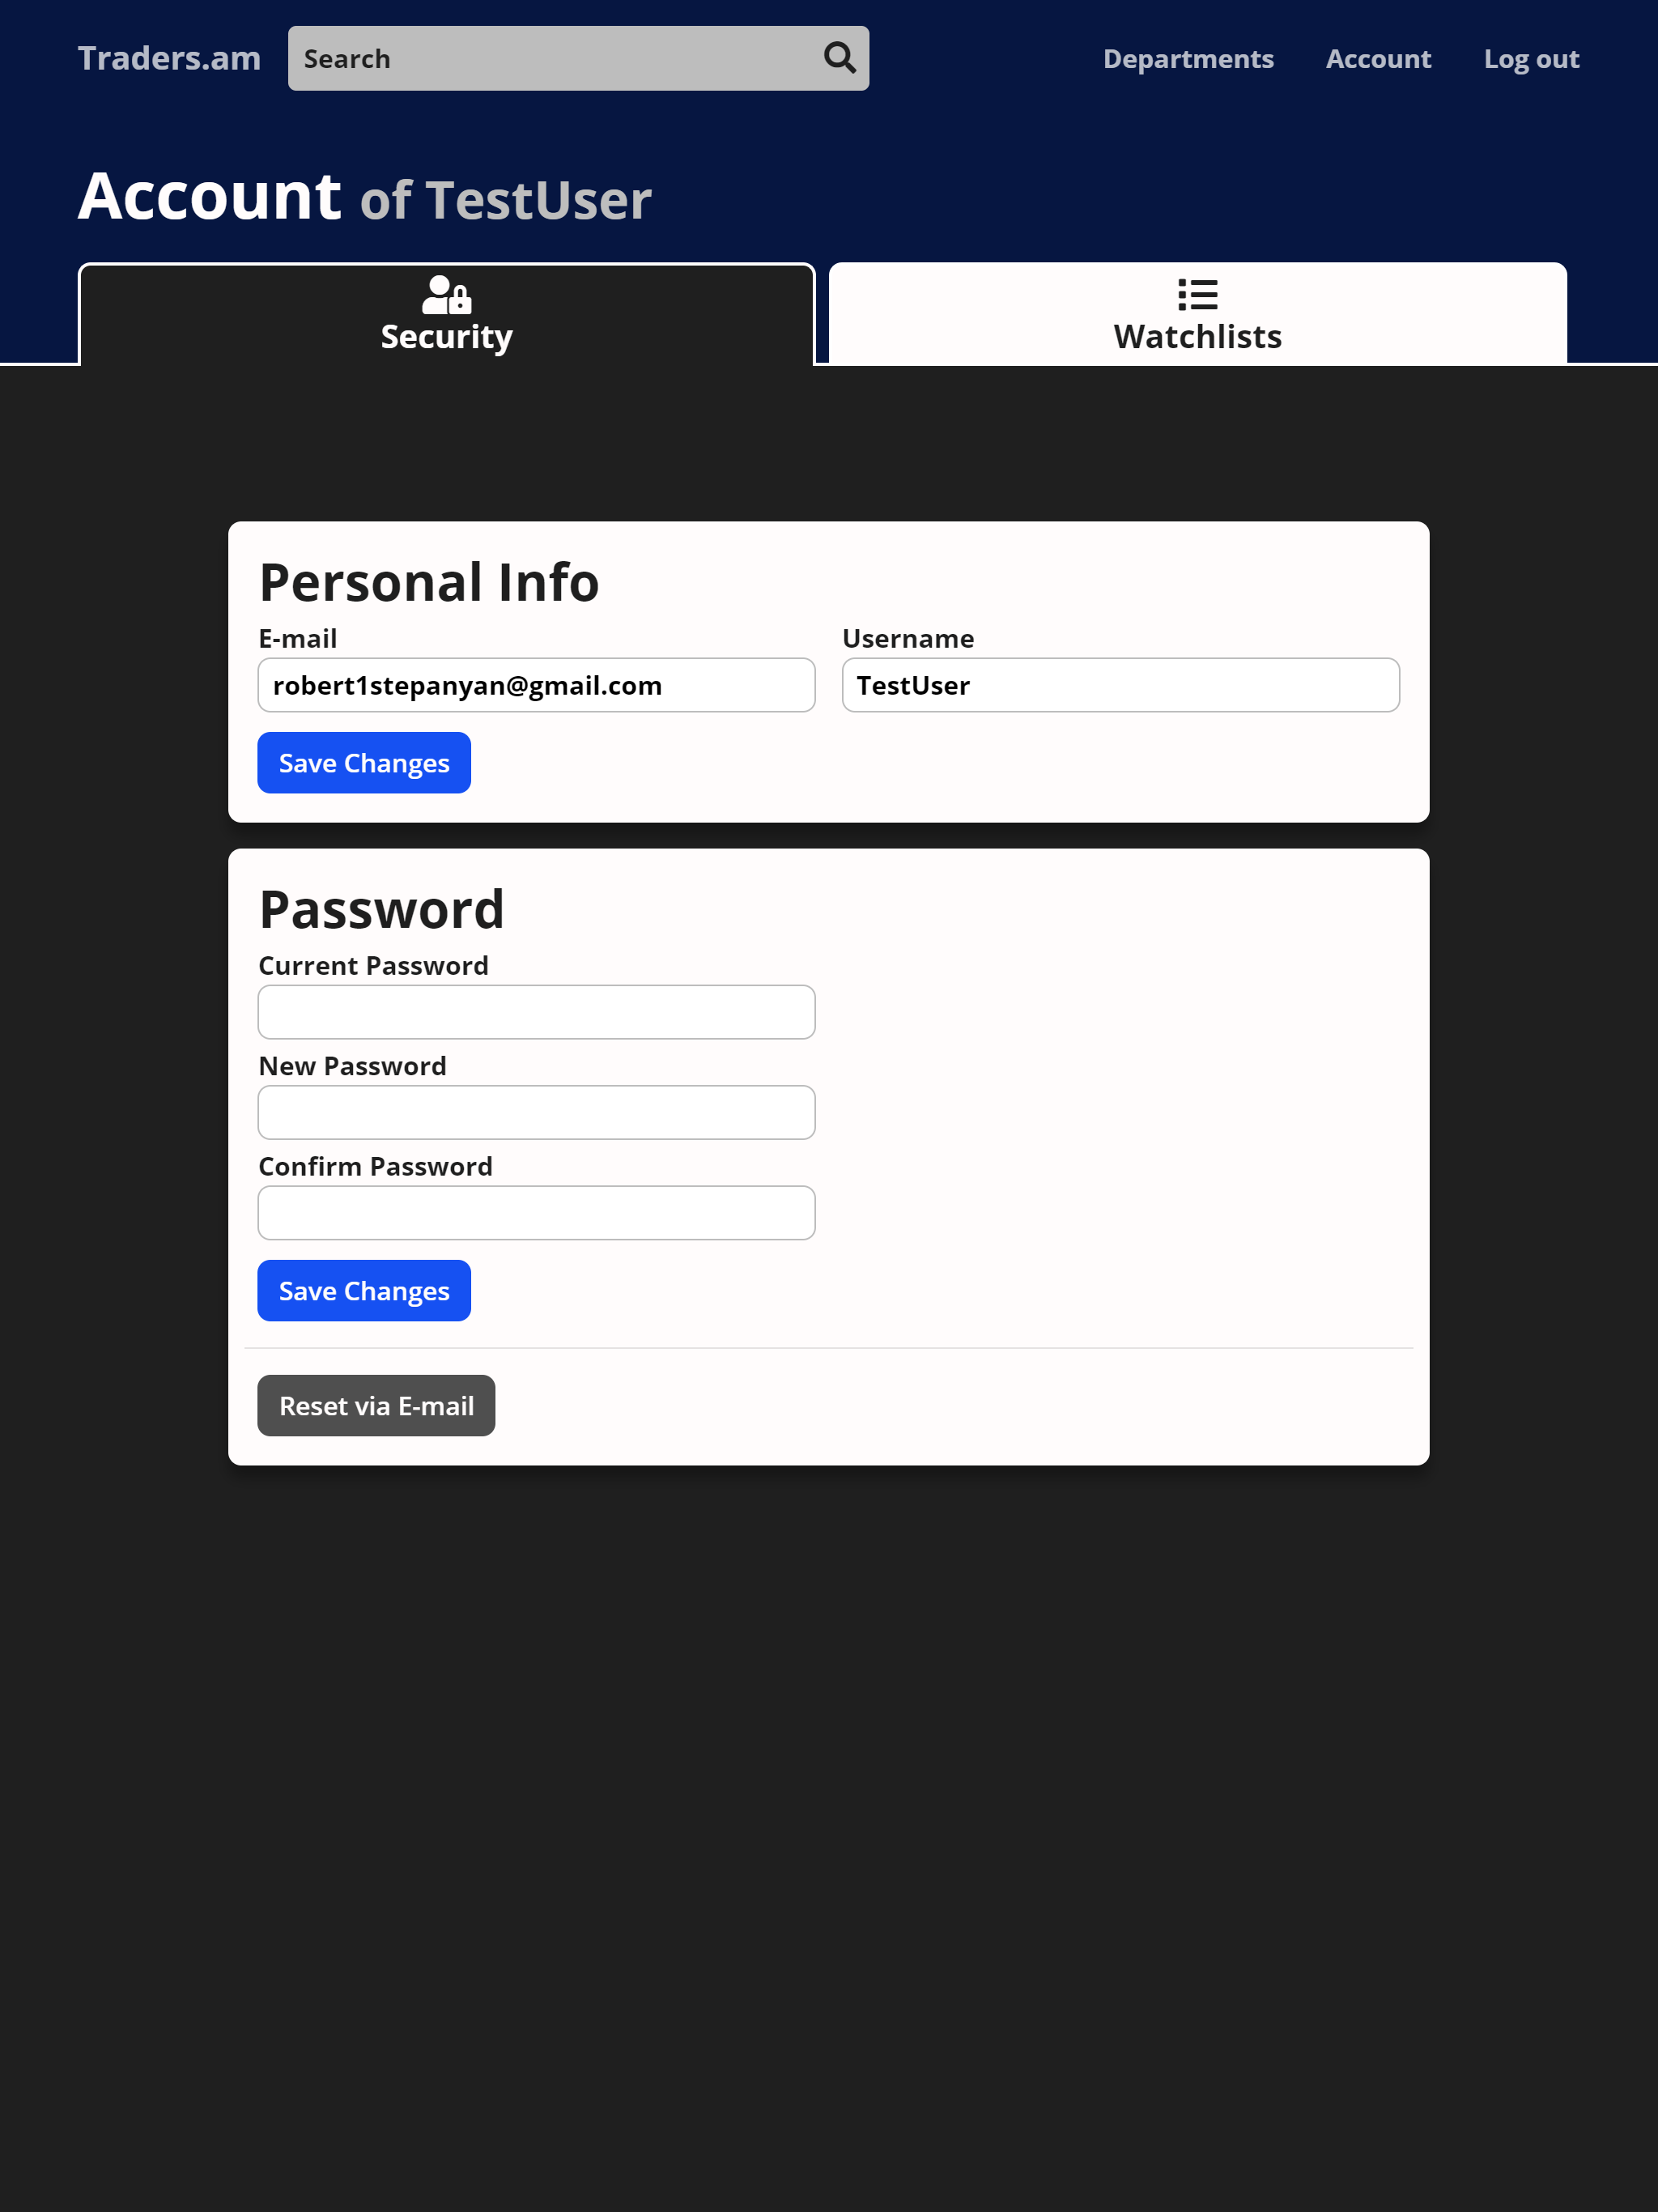 Traders.am Search Departments Account Log out
Account of TestUser
Security Watchlists
Personal Info
E-mail Username
robert1stepanyan@gmail.com TestUser
Save Changes
Password
Current Password
New Password
Confirm Password
Save Changes
Reset via E-mail